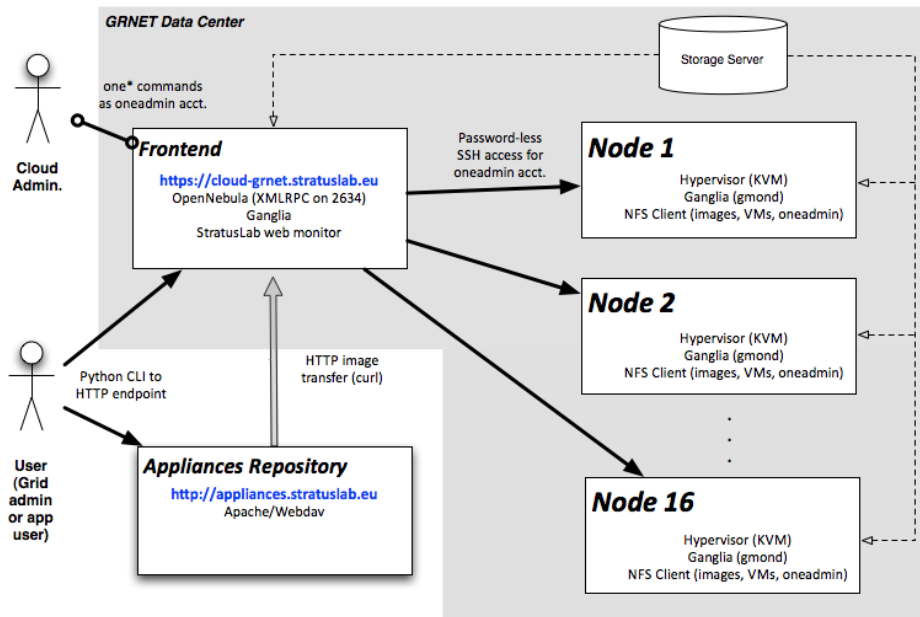 GRNET Data Center
Storage Server
one* commands
as oneadmin acct.
Cloud
Admin.
Frontend
https://cloud-grnet.stratuslab.eu
OpenNebula (XMLRPC on 2634)
Ganglia
StratusLab web monitor
Password-less
SSH access for
oneadmin acct.
Node 1
Hypervisor (KVM)
Ganglia (gmond)
NFS Client (images, VMs, oneadmin)
Node 2
Hypervisor (KVM)
Ganglia (gmond)
NFS Client (images, VMs, oneadmin)
.
.
.
HTTP image
transfer (curl)
Python CLI to
HTTP endpoint
User
(Grid
admin
or app
user)
Appliances Repository
http://appliances.stratuslab.eu
Apache/Webdav
Node 16
Hypervisor (KVM)
Ganglia (gmond)
NFS Client (images, VMs, oneadmin)